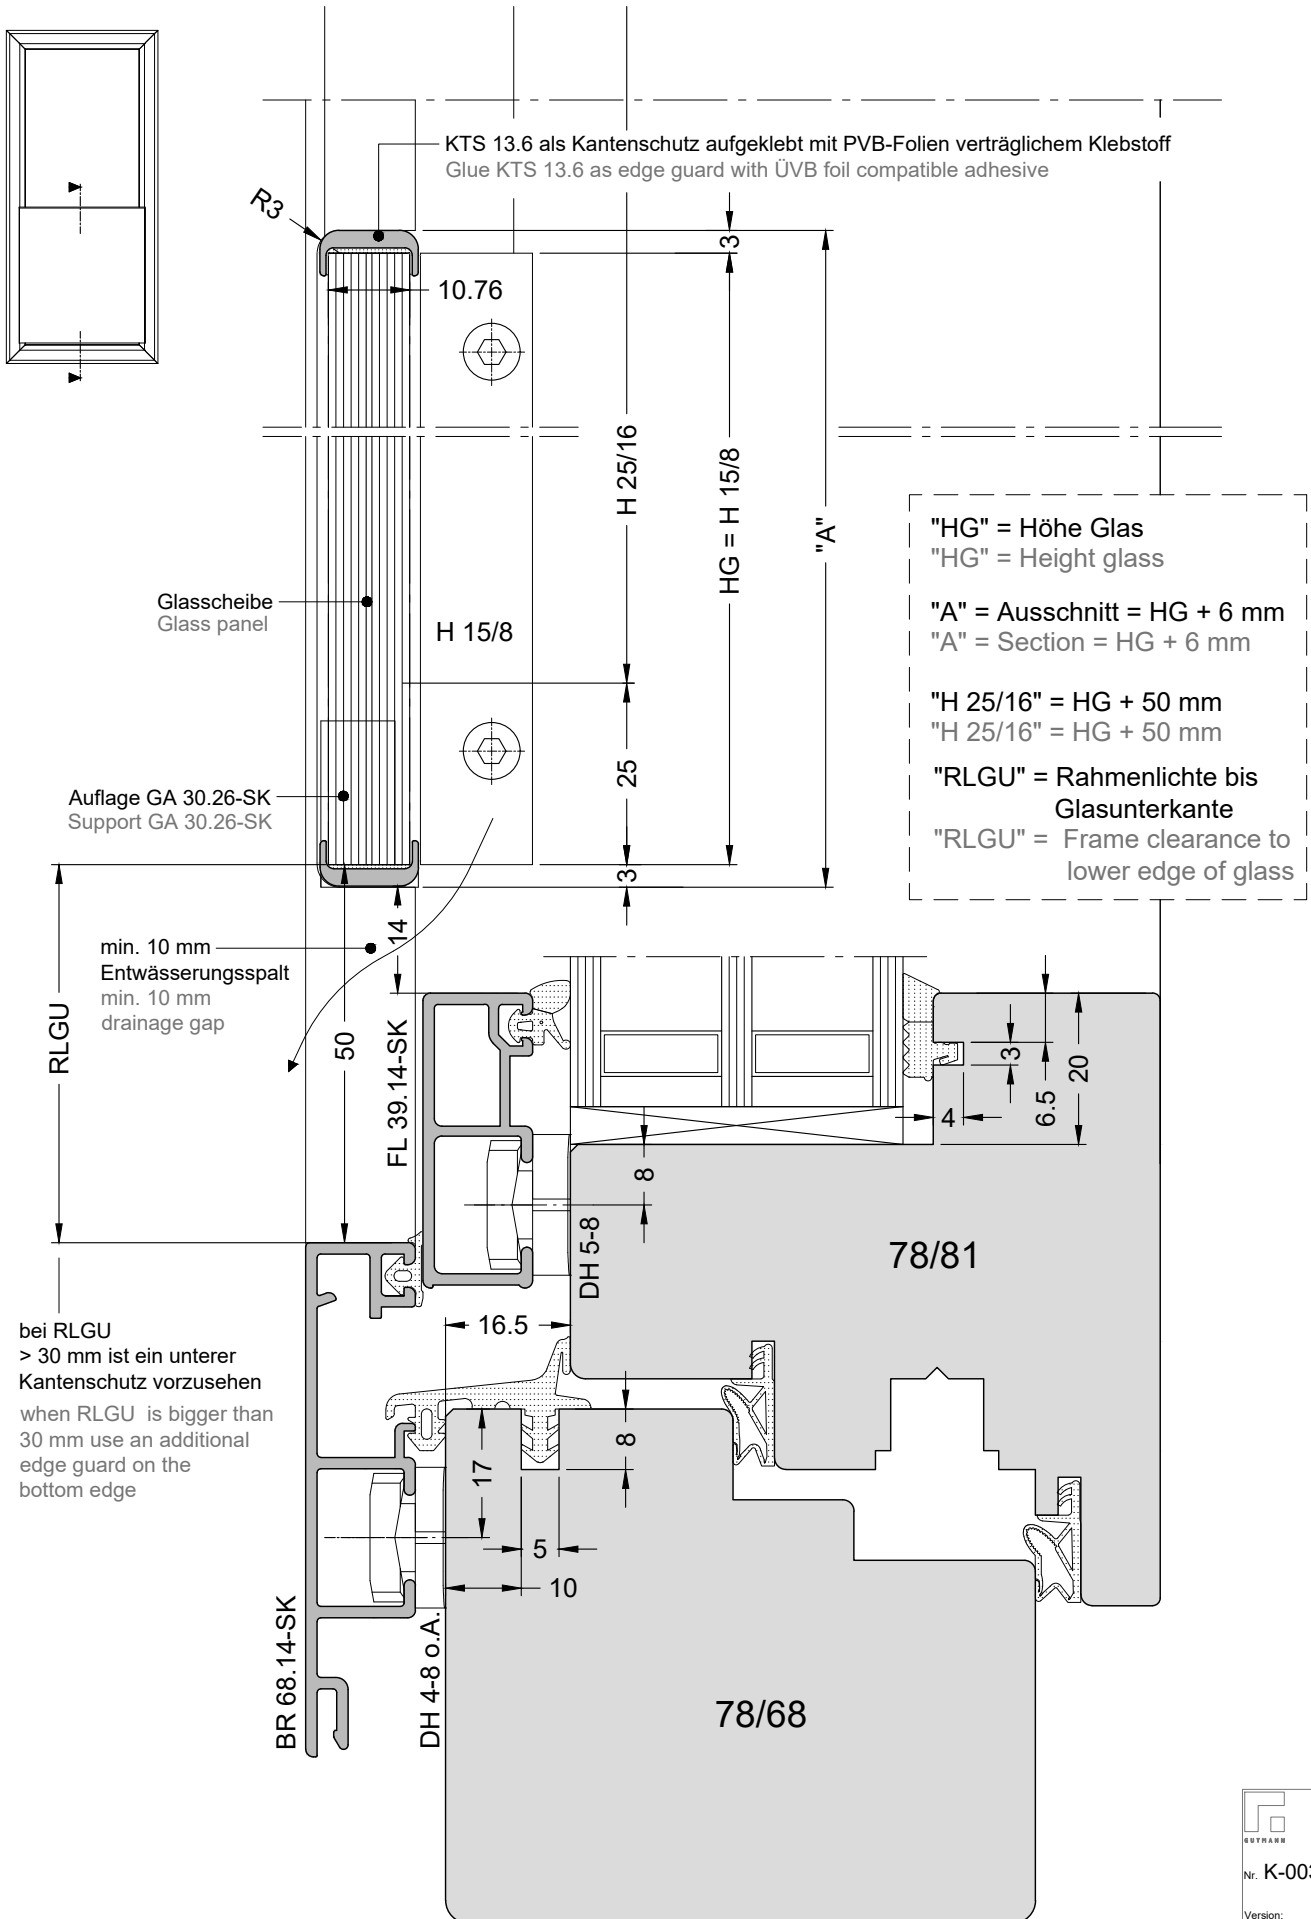 KTS 13.6 als Kantenschutz aufgeklebt mit PVB-Folien verträglichem Klebstoff
Glue KTS 13.6 as edge guard with ÜVB foil compatible adhesive
R3
3
10.76
H 25/16
HG = H 15/8
"A"
"HG" = Höhe Glas
"HG" = Height glass
"A" = Ausschnitt = HG + 6 mm
"A" = Section = HG + 6 mm
"H 25/16" = HG + 50 mm
"H 25/16" = HG + 50 mm
"RLGU" = Rahmenlichte bis
Glasunterkante
"RLGU" = Frame clearance to
lower edge of glass
Glasscheibe
Glass panel
H 15/8
25
Auflage GA 30.26-SK
Support GA 30.26-SK
3
14
min. 10 mm
Entwässerungsspalt
min. 10 mm
drainage gap
RLGU
50
FL 39.14-SK
3
20
6.5
4
8
DH 5-8
78/81
16.5
bei RLGU
> 30 mm ist ein unterer
Kantenschutz vorzusehen
when RLGU is bigger than
30 mm use an additional
edge guard on the
bottom edge
8
17
5
10
BR 68.14-SK
DH 4-8 o.A.
78/68
GUTMANN
Nr. K-003
Version: